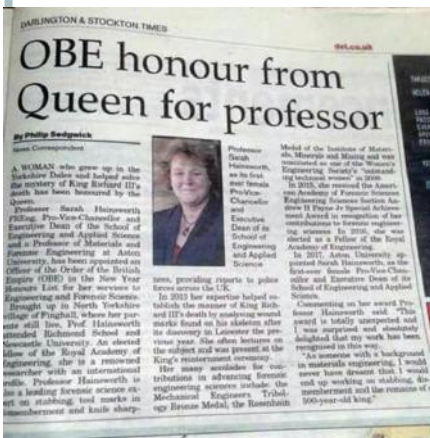 DARLINGTON & STOCKTON TIMES
OBE honour from
Queen for professor
By Philip Sedgwick
News Correspondent
A WOMAN who grew up in the
Yorkshire Dales and helped solve
the mystery of King Richard III's
death has been honoured by the
Queen.
Professor Sarah Hainsworth
FREng, Pro-Vice-Chancellor and
Executive Dean of the School of
Engineering and Applied Science
and a Professor of Materials and
Forensic Engineering at Aston
University, has been appointed an
Officer of the Order of the British
Empire (OBE) in the New Year
Honours List for her services to
Engineering and Forensic Science.
Brought up in North Yorkshire
village of Finghall, where her par-
ents still live, Prof. Hainsworth
attended Richmond School and
Newcastle University. An elected
fellow of the Royal Academy of
Engineering, she is a renowned
researcher with an international
profile. Professor Hainsworth is
a leading forensic science ex-
pert on stabbing, tool marks in
dismemberment and knife sharp-
Professor
Sarah
Hainsworth,
as its first
ever female
Pro-Vice-
Chancellor
and
Executive
Dean of its
School of
Engineering
and Applied
Science
ness, providing reports to police
forces across the UK.
In 2013 her expertise helped es-
tablish the manner of King Rich-
ard III's death by analysing wound
marks found on his skeleton after
its discovery in Leicester the pre-
vious year. She often lectures on
the subject and was present at the
King's reinterment ceremony.
Her many accolades for con-
tributions in advancing forensic
engineering sciences include the
Mechanical Engineers Tribol-
ogy Bronze Medal, the Rosenhain
Medal of the Institute of Materi-
als, Minerals and Mining and was
nominated as one of the Women's
Engineering Society's "outstand-
ing technical women" in 2009.
In 2015, she received the Ameri-
can Academy of Forensic Sciences
Engineering Sciences Section An-
drew H Payne Jr Special Achieve-
ment Award in recognition of her
contributions to forensic engineer-
ing sciences. In 2016, she was
elected as a Fellow of the Royal
Academy of Engineering.
In 2017, Aston University ap-
pointed Prof. Hainsworth, as the
first-ever female Pro-Vice-Chan-
cellor and Executive Dean of its
School of Engineering and Applied
Science.
Commenting on her award Pro-
fessor Hainsworth said: "This
award is totally unexpected and
I was surprised and absolutely
delighted that my work has been
recognised in this way.
"As someone with a background
in materials engineering, I would
never have dreamt that I would
end up working on stabbing, dis-
memberment and the remains of
500-year-old king."